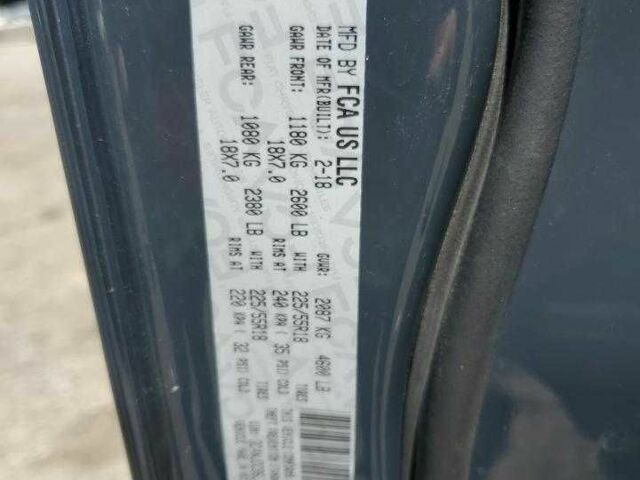 MFD BY FCA US LLC
DATE OF MFR(BUILT): 2-18 GVWR: 2087 KG 4600 LB
GAWR FRONT: 1180 KG 2600 LB WITH 225/55R18 TIRES
18X7.0 RIMS AT 240 KPA( 35 PSI) COLD
GAWR REAR: 1080 KG 2380 LB WITH 225/55R18 TIRES
18X7.0 RIMS AT 220 KPA( 32 PSI) COLD